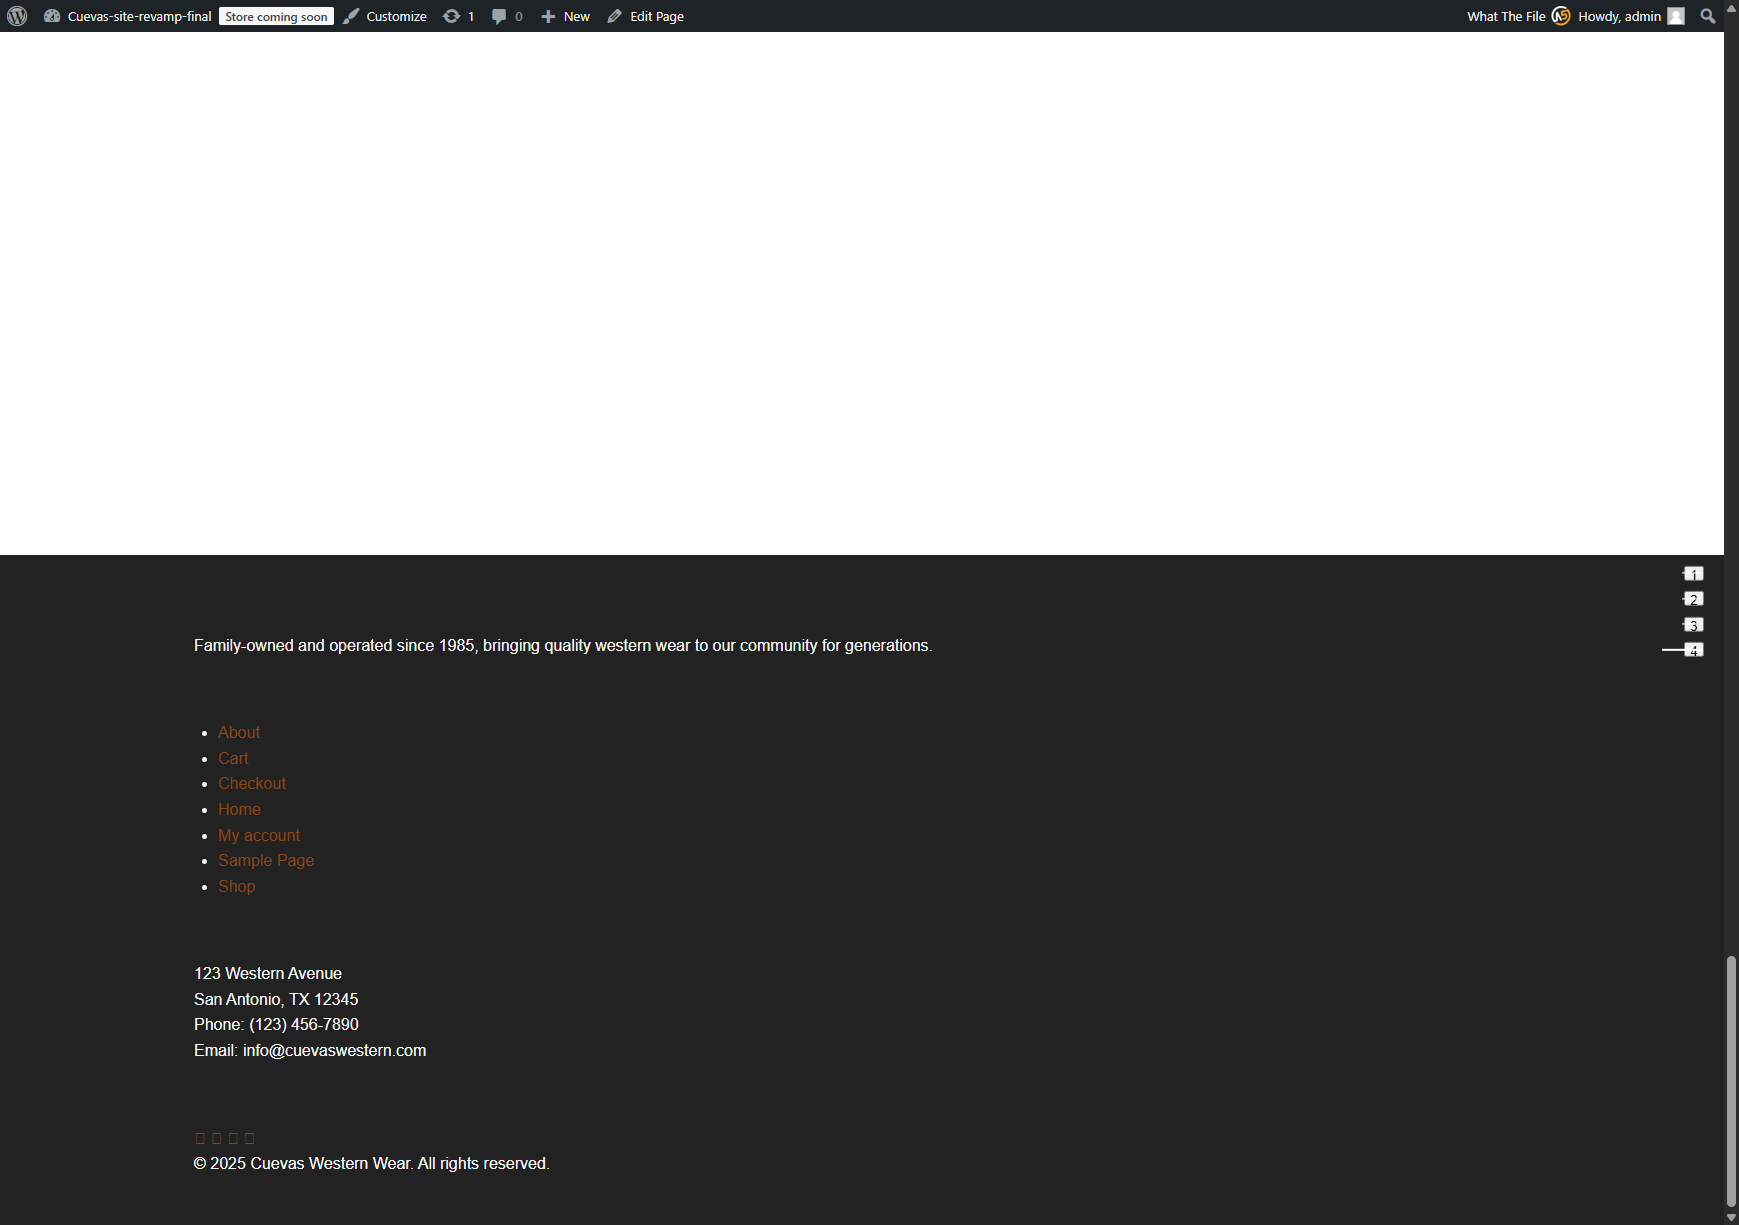 Cuevas-site-revamp-final Store coming soon Customize 1 0 New Edit Page What The File Howdy, admin
1
2
3
Family-owned and operated since 1985, bringing quality western wear to our community for generations.
4
About
Cart
Checkout
Home
My account
Sample Page
Shop
123 Western Avenue
San Antonio, TX 12345
Phone: (123) 456-7890
Email: info@cuevaswestern.com
© 2025 Cuevas Western Wear. All rights reserved.